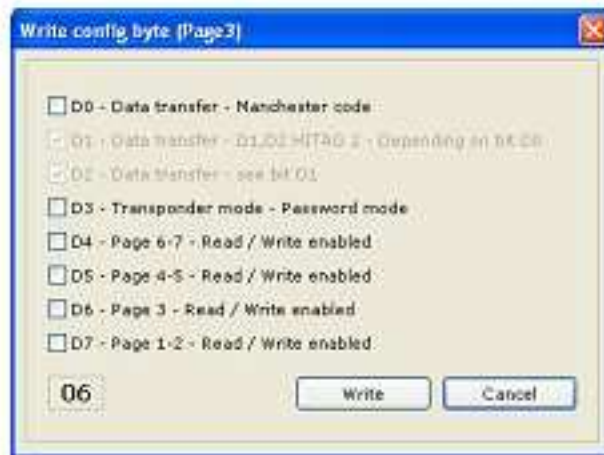 Write config byte (Page3)
D0 - Data transfer - Manchester code
D1 - Data transfer - D1,D2 HITAG 2 - Depending on bit D0
D2 - Data transfer - see bit D1
D3 - Transponder mode - Password mode
D4 - Page 6-7 - Read / Write enabled
D5 - Page 4-5 - Read / Write enabled
D6 - Page 3 - Read / Write enabled
D7 - Page 1-2 - Read / Write enabled
06 Write Cancel